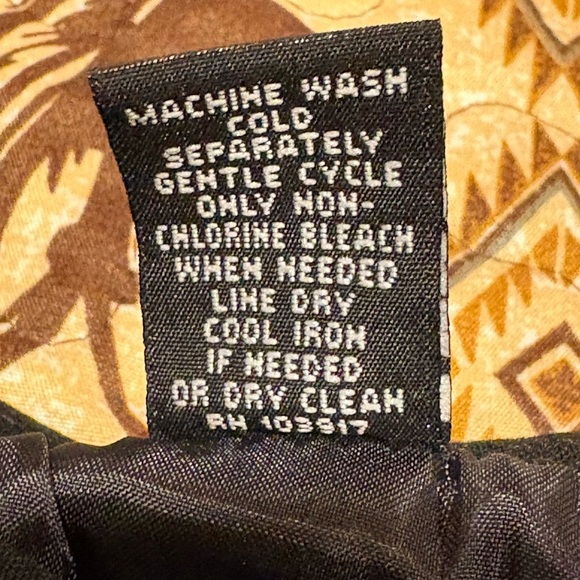 MACHINE WASH
COLD
SEPARATELY
GENTLE CYCLE
ONLY NON-
CHLORINE BLEACH
WHEN NEEDED
LINE DRY
COOL IRON
IF NEEDED
OR DRY CLEAN
RN 103317